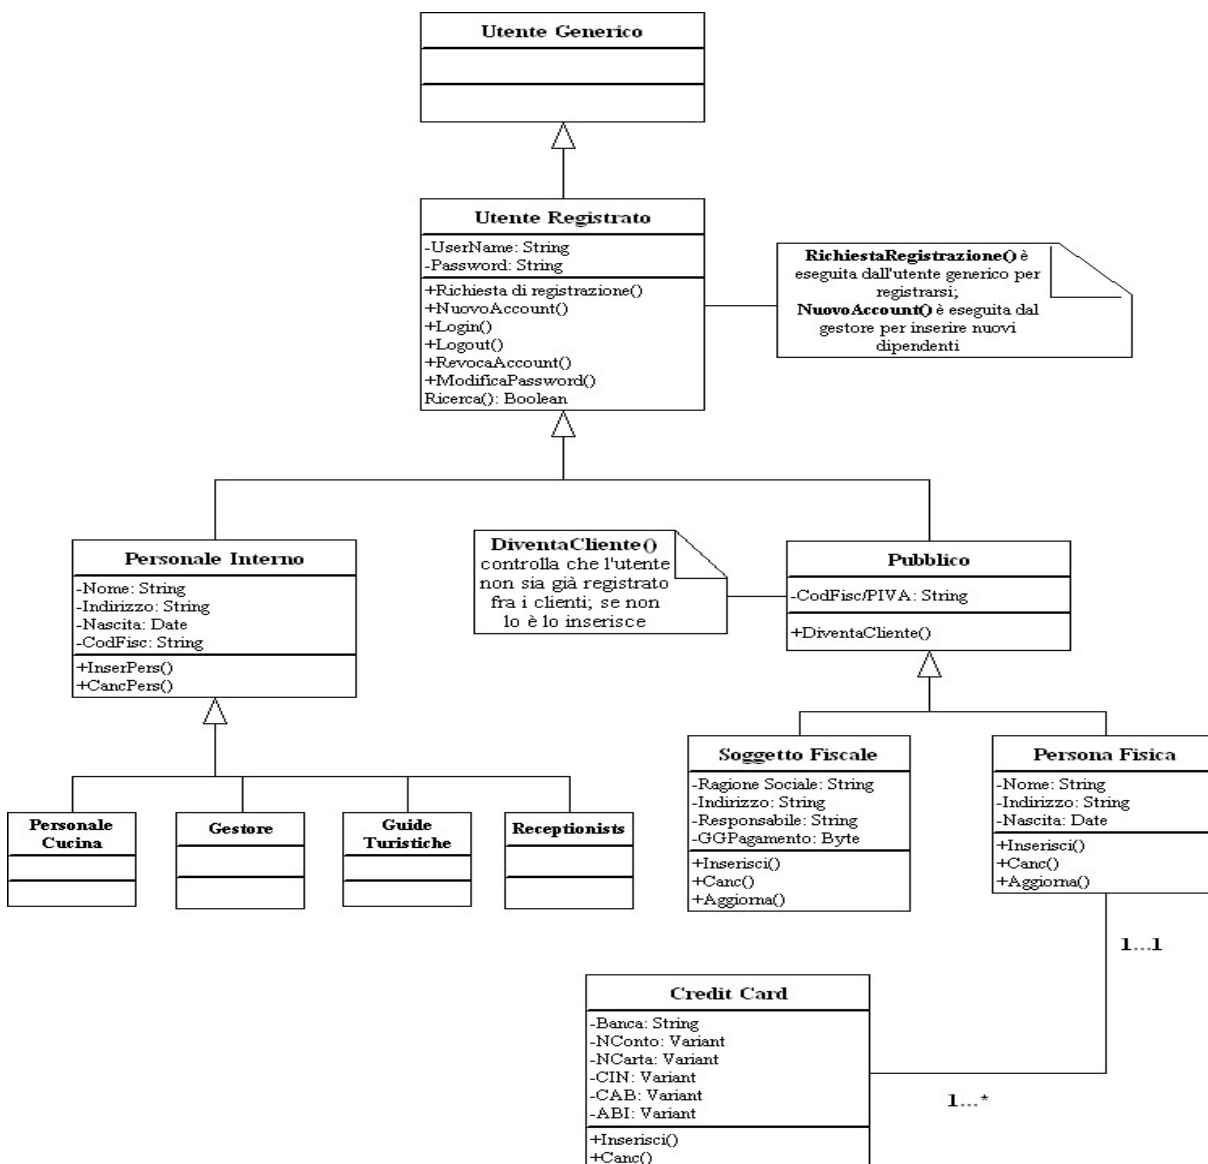 Utente Generico
Utente Registrato
-UserName: String
-Password: String
+Richiesta di registrazione()
+NuovoAccount()
+Login()
+Logout()
+RevocaAccount()
+ModificaPassword()
Ricerca(): Boolean
RichiestaRegistrazione() è
eseguita dall'utente generico per
registrarsi;
NuovoAccount() è eseguita dal
gestore per inserire nuovi
dipendenti
Personale Interno
-Nome: String
-Indirizzo: String
-Nascita: Date
-CodFisc: String
+InserPers()
+CancPers()
DiventaCliente()
controlla che l'utente
non sia già registrato
fra i clienti; se non
lo è lo inserisce
Pubblico
-CodFisc/PIVA: String
+DiventaCliente()
Personale
Cucina
Gestore
Guide
Turistiche
Receptionists
Soggetto Fiscale
-Ragione Sociale: String
-Indirizzo: String
-Responsabile: String
-GGPagamento: Byte
+Inserisci()
+Canc()
+Aggiorna()
Persona Fisica
-Nome: String
-Indirizzo: String
-Nascita: Date
+Inserisci()
+Canc()
+Aggiorna()
1...1
Credit Card
-Banca: String
-NConto: Variant
-NCarta: Variant
-CIN: Variant
-CAB: Variant
-ABI: Variant
+Inserisci()
+Canc()
1...*